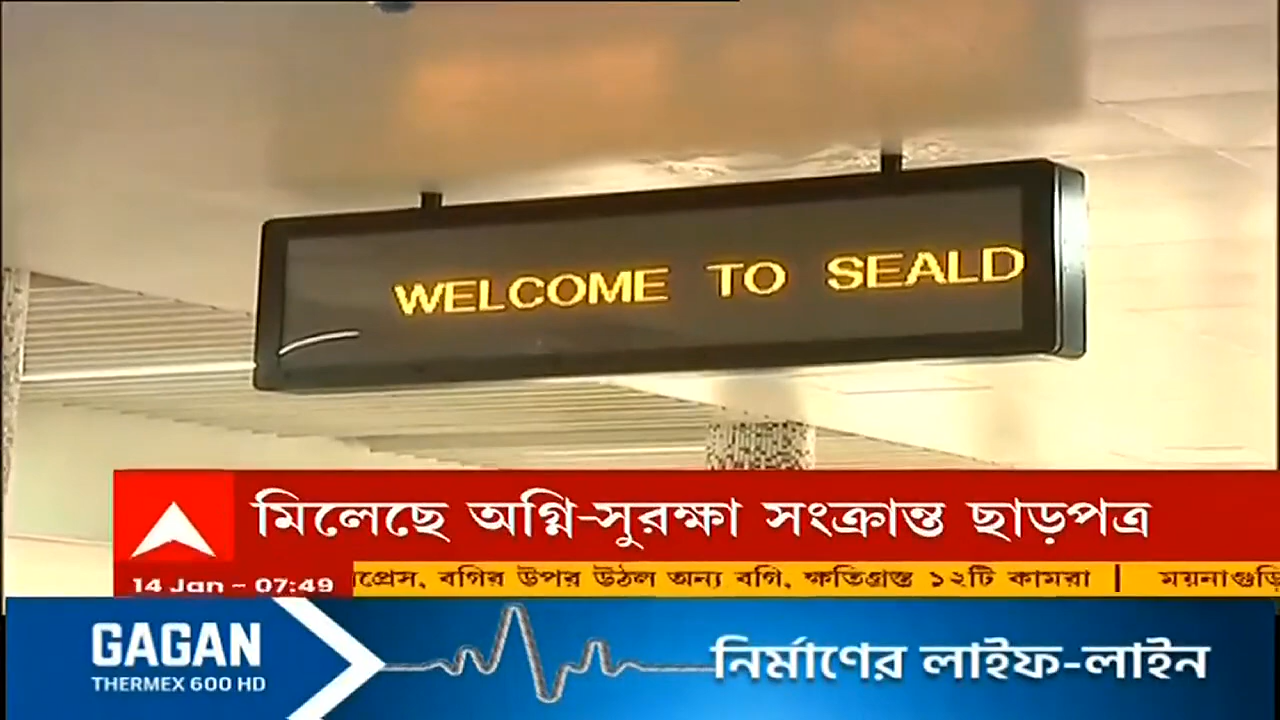 WELCOME TO SEALD
মিলেছে অগ্নি-সুরক্ষা সংক্রান্ত ছাড়পত্র
14 Jan - 07:49
প্রেস, বগির উপর উঠল অন্য বগি, ক্ষতিগ্রস্ত ১২টি কামরা | ময়নাগুড়ি
GAGAN
THERMEX 600 HD
নির্মাণের লাইফ-লাইন